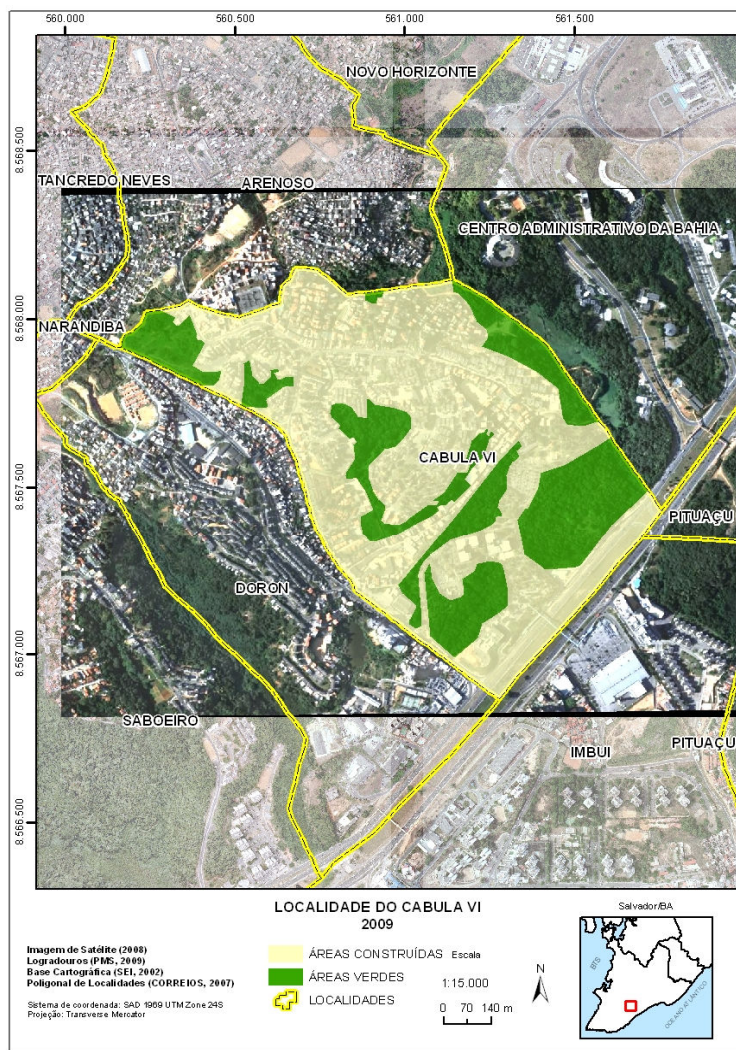 560.000 560.500 561.000 561.500
8.568.500
8.568.000
8.567.500
8.567.000
8.566.500
NOVO HORIZONTE
TANCREDO NEVES
ARENOSO
CENTRO ADMINISTRATIVO DA BAHIA
NARANDIBA
CABULA VI
PITUAÇU
DORON
SABOEIRO
IMBUI
PITUAÇU
LOCALIDADE DO CABULA VI
2009
Imagem de Satélite (2008)
Logradouros (PMS, 2009)
Base Cartográfica (SEI, 2002)
Poligonal de Localidades (CORREIOS, 2007)
Sistema de coordenada: SAD 1969 UTM Zone 24S
Projeção: Transverse Mercator
ÁREAS CONSTRUÍDAS
ÁREAS VERDES
LOCALIDADES
Escala
1:15.000
0 70 140 m
N
Salvador/BA
BTS
OCEANO ATLÂNTICO